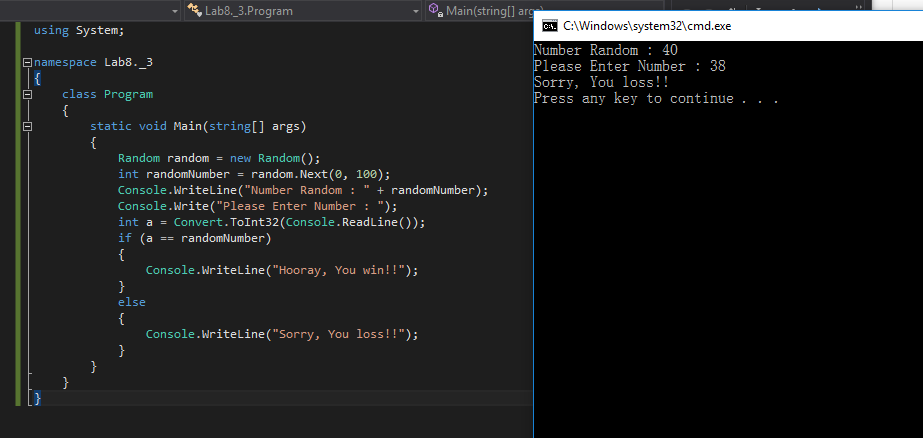 Lab8._3.Program
Main(string[] args)
using System;
namespace Lab8._3
{
class Program
{
static void Main(string[] args)
{
Random random = new Random();
int randomNumber = random.Next(0, 100);
Console.WriteLine("Number Random : " + randomNumber);
Console.Write("Please Enter Number : ");
int a = Convert.ToInt32(Console.ReadLine());
if (a == randomNumber)
{
Console.WriteLine("Hooray, You win!!");
}
else
{
Console.WriteLine("Sorry, You loss!!");
}
}
}
}
C:\Windows\system32\cmd.exe
Number Random : 40
Please Enter Number : 38
Sorry, You loss!!
Press any key to continue . . .